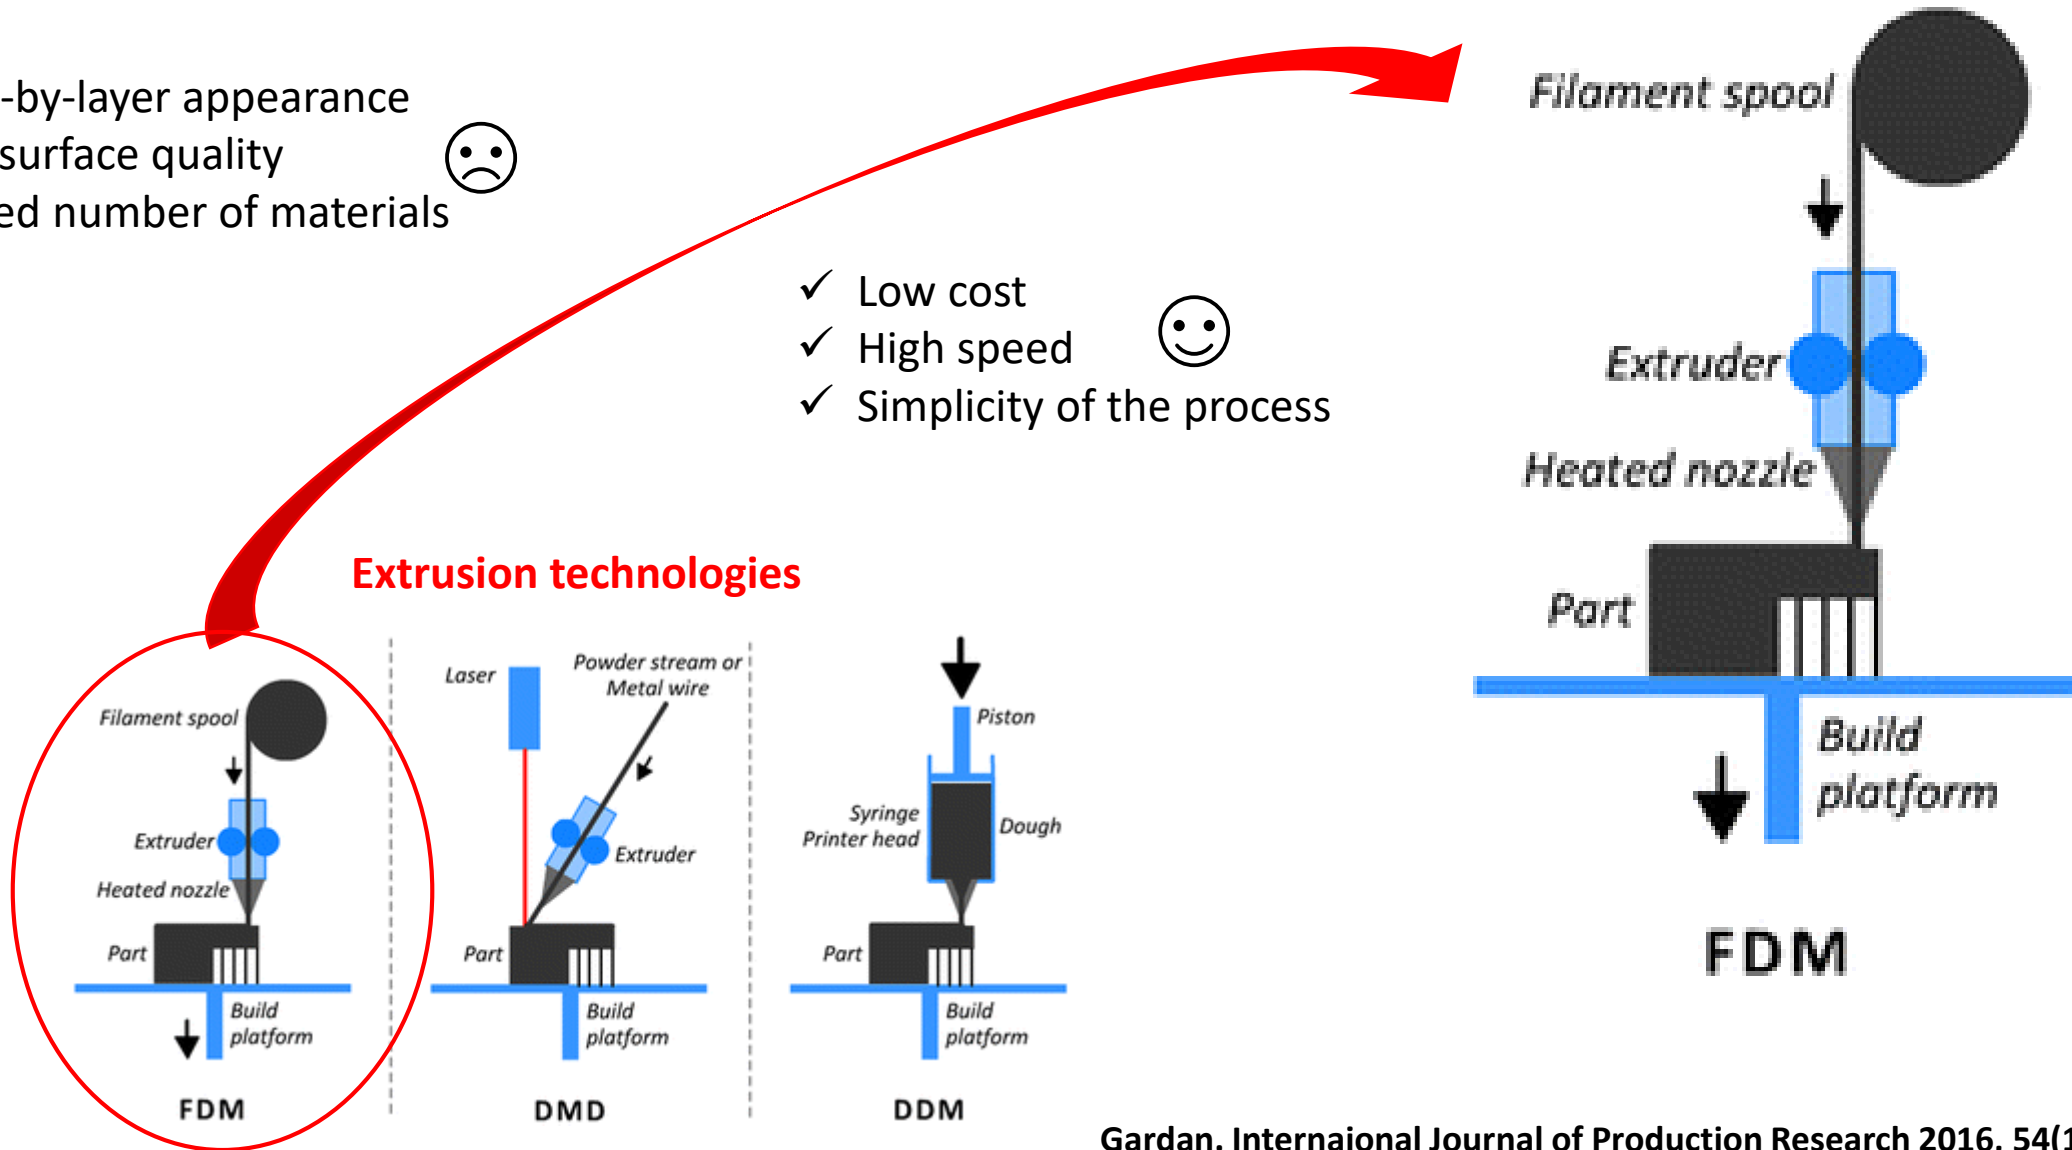 -by-layer appearance
surface quality
ed number of materials
✓ Low cost
✓ High speed
✓ Simplicity of the process
Filament spool
Extruder
Heated nozzle
Part
Build
platform
FDM
Extrusion technologies
Filament spool
Extruder
Heated nozzle
Part
Build
platform
FDM
Laser
Powder stream or
Metal wire
Extruder
Part
Build
platform
DMD
Piston
Syringe
Printer head
Dough
Part
Build
platform
DDM
Gardan. Internaional Journal of Production Research 2016. 54(1